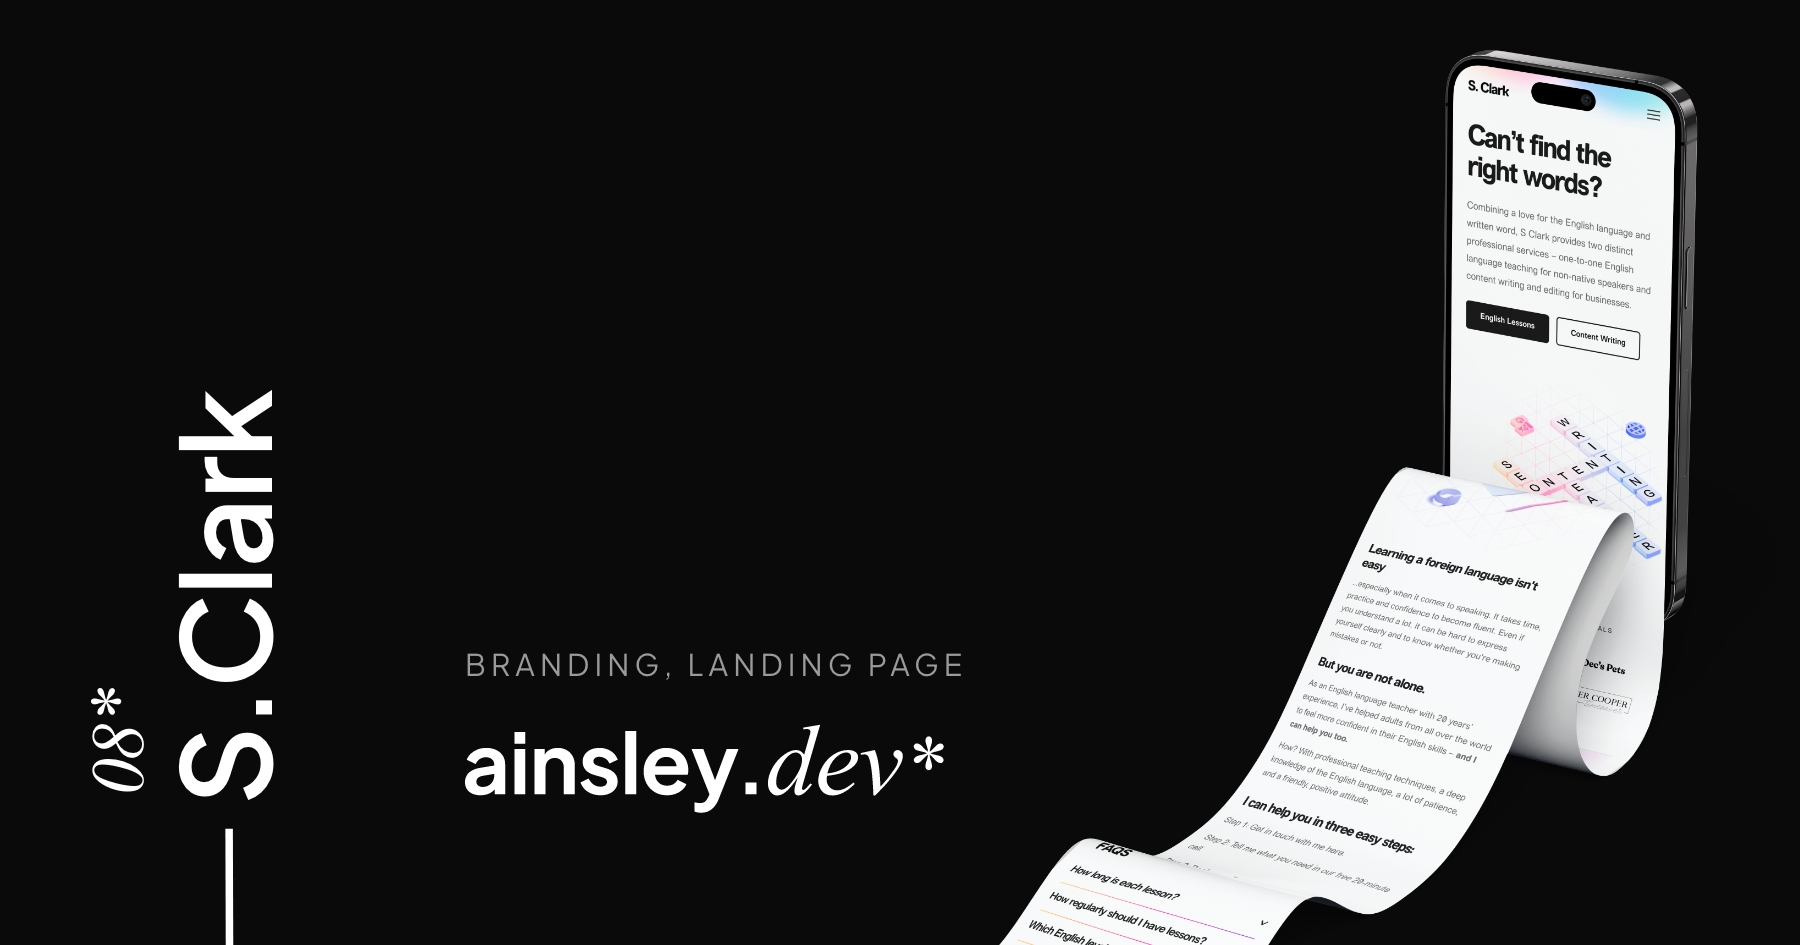 08*
S.Clark
BRANDING, LANDING PAGE
ainsley.dev*
S. Clark
Can't find the
right words?
Combining a love for the English language and
written word, S Clark provides two distinct
professional services – one-to-one English
language teaching for non-native speakers and
content writing and editing for businesses.
English Lessons
Content Writing
WRITING
CONTENT
SE
EA
R
Learning a foreign language isn't
easy
...especially when it comes to speaking. It takes time,
practice and confidence to become fluent. Even if
you understand a lot, it can be hard to express
yourself clearly and to know whether you're making
mistakes or not.
But you are not alone.
As an English language teacher with 20 years'
experience, I've helped adults from all over the world
to feel more confident in their English skills – and I
can help you too.
How? With professional teaching techniques, a deep
knowledge of the English language, a lot of patience,
and a friendly, positive attitude.
I can help you in three easy steps:
Step 1: Get in touch with me here.
Step 2: Tell me what you need in our free 20-minute
call.
ALS
Dec's Pets
ER COOPER
FAQS
How long is each lesson?
How regularly should I have lessons?
Which English